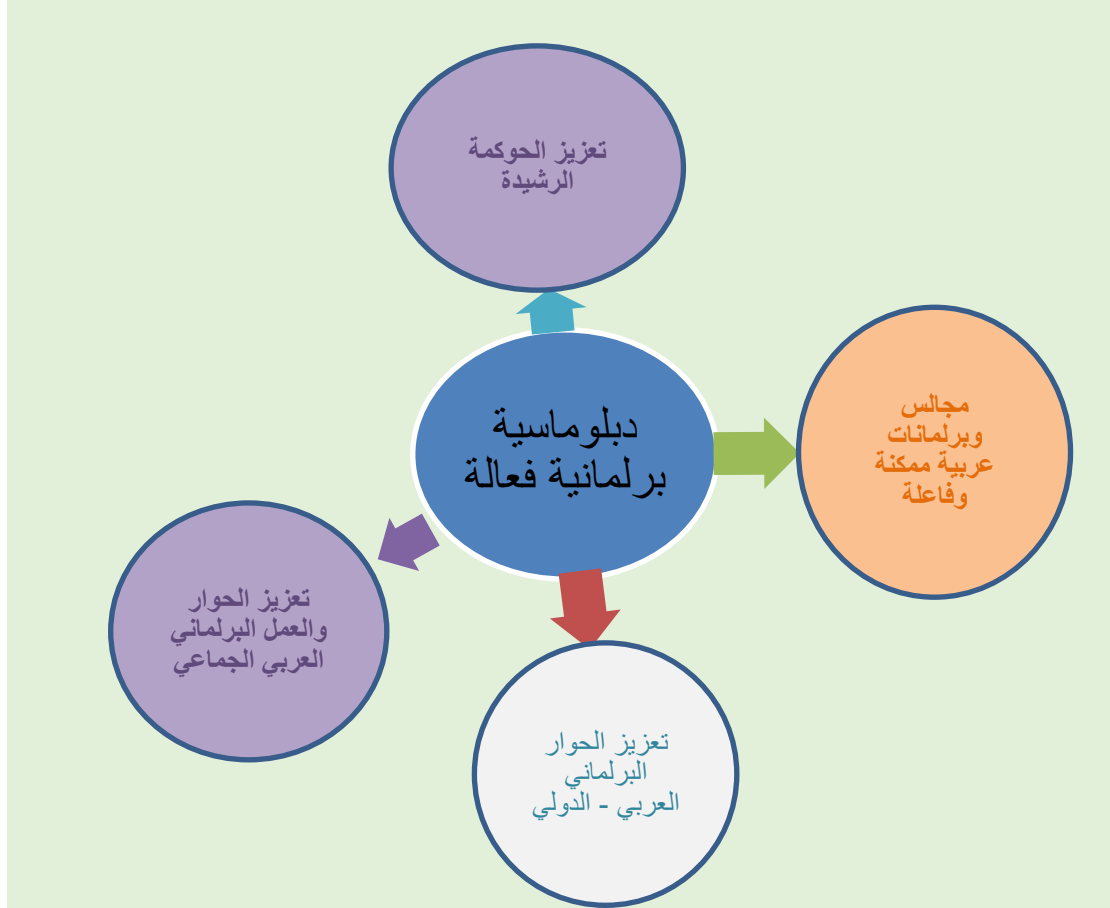 تعزيز الحوكمة
الرشيدة
دبلوماسية
برلمانية فعالة
مجالس
وبرلمانات
عربية ممكنة
وفاعلة
تعزيز الحوار
والعمل البرلماني
العربي الجماعي
تعزيز الحوار
البرلماني
العربي - الدولي